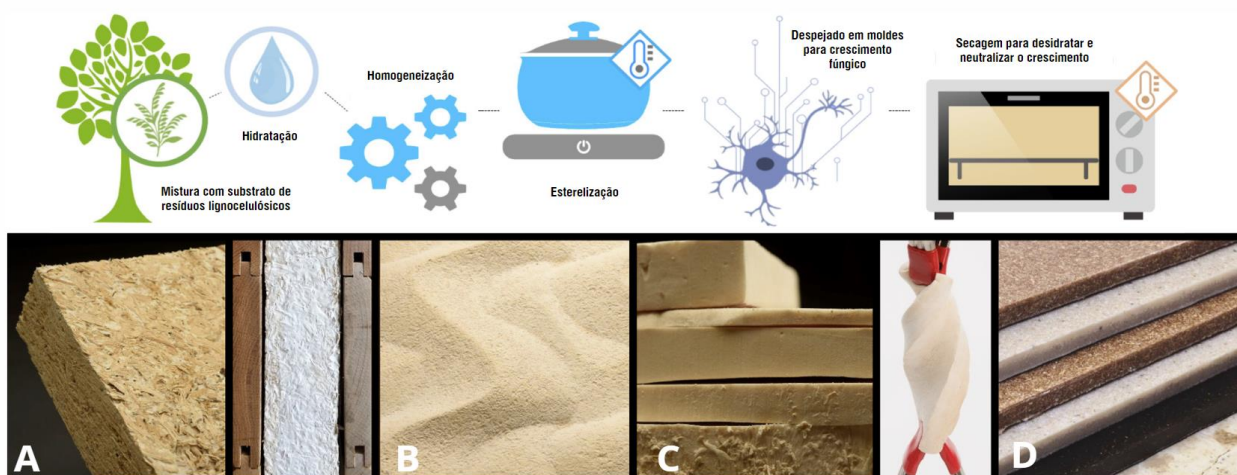 Mistura com substrato de
resíduos lignocelulósicos
Hidratação
Homogeneização
Esterelização
Despejado em moldes
para crescimento
fúngico
Secagem para desidratar e
neutralizar o crescimento
A
B
C
D